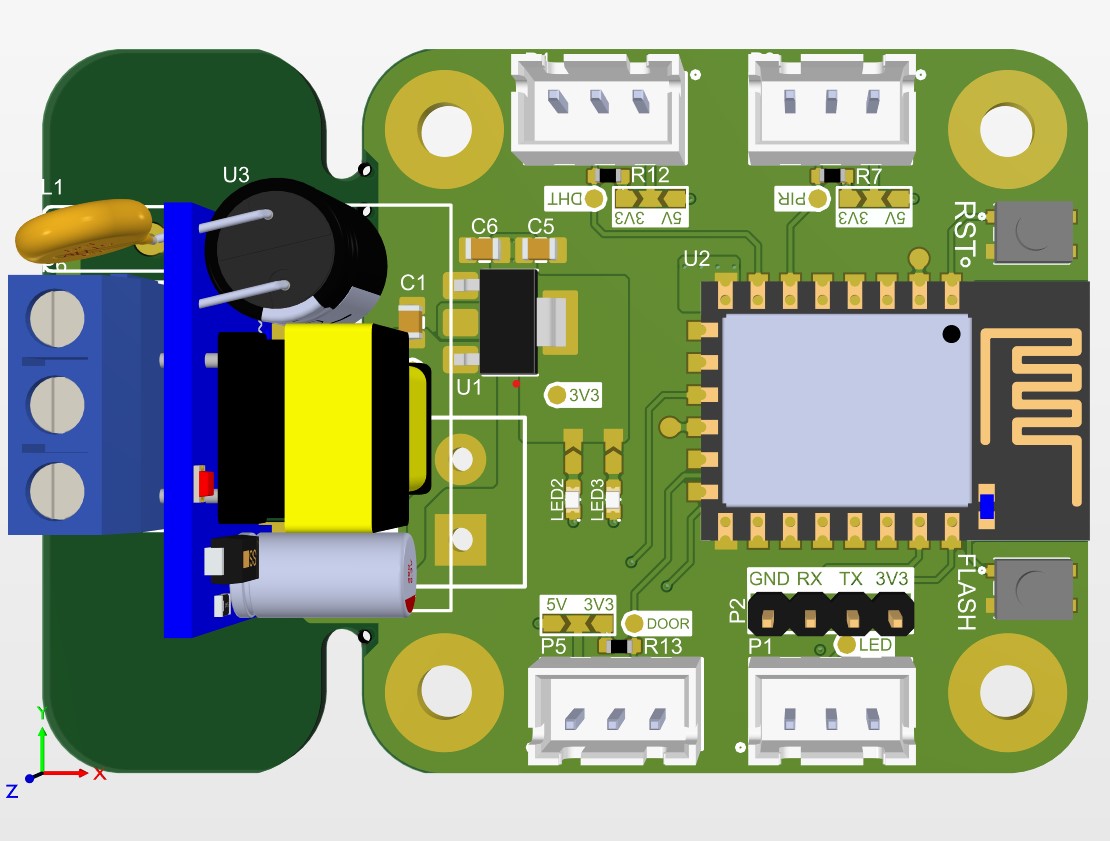 R12
R7
DHT
3V3
5V
PIR
3V3
5V
L1
U3
C6
C5
RST
U2
C1
U1
3V3
LED2
LED3
SS
GND RX TX 3V3
FLASH
P2
5V 3V3
DOOR
P5
R13
P1
LED
Y
X
Z